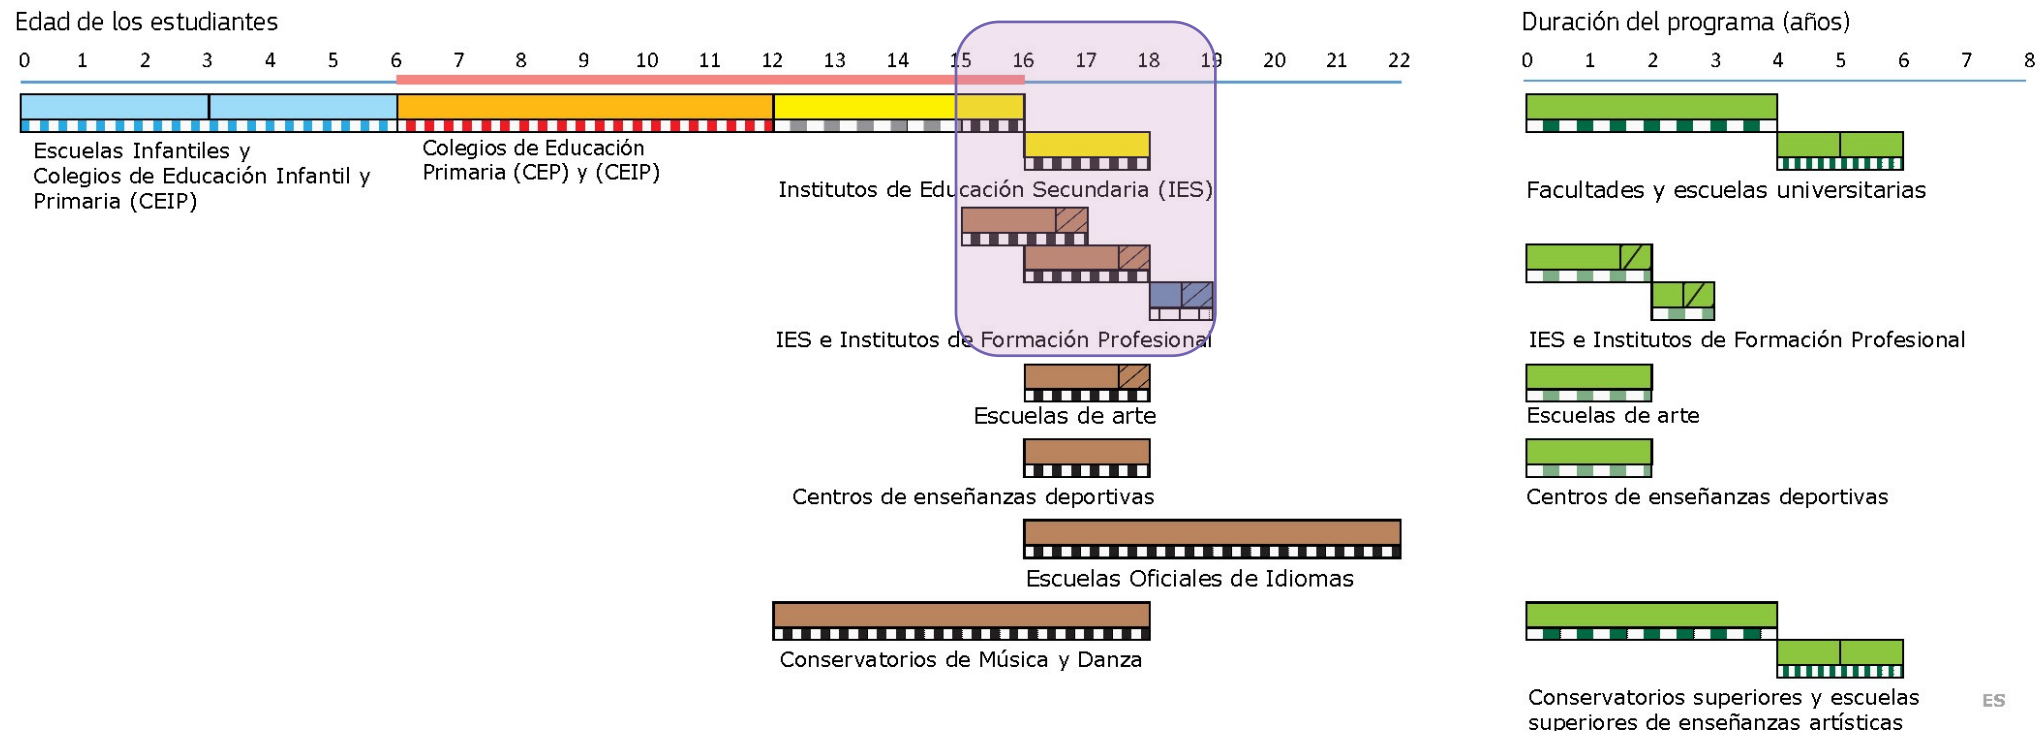 Edad de los estudiantes
0 1 2 3 4 5 6 7 8 9 10 11 12 13 14 15 16 17 18 19 20 21 22
Escuelas Infantiles y
Colegios de Educación Infantil y
Primaria (CEIP)
Colegios de Educación
Primaria (CEP) y (CEIP)
Institutos de Educación Secundaria (IES)
IES e Institutos de Formación Profesional
Escuelas de arte
Centros de enseñanzas deportivas
Escuelas Oficiales de Idiomas
Conservatorios de Música y Danza
Duración del programa (años)
0 1 2 3 4 5 6 7 8
Facultades y escuelas universitarias
IES e Institutos de Formación Profesional
Escuelas de arte
Centros de enseñanzas deportivas
Conservatorios superiores y escuelas
superiores de enseñanzas artísticas
ES